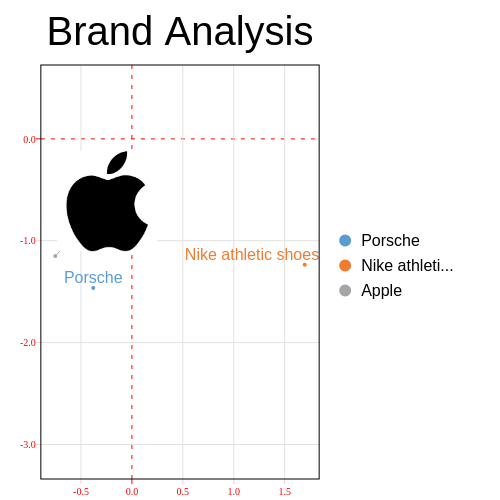 Brand Analysis
0.0
-1.0
-2.0
-3.0
Nike athletic shoes
Porsche
-0.5
0.0
0.5
1.0
1.5
Porsche
Nike athleti...
Apple